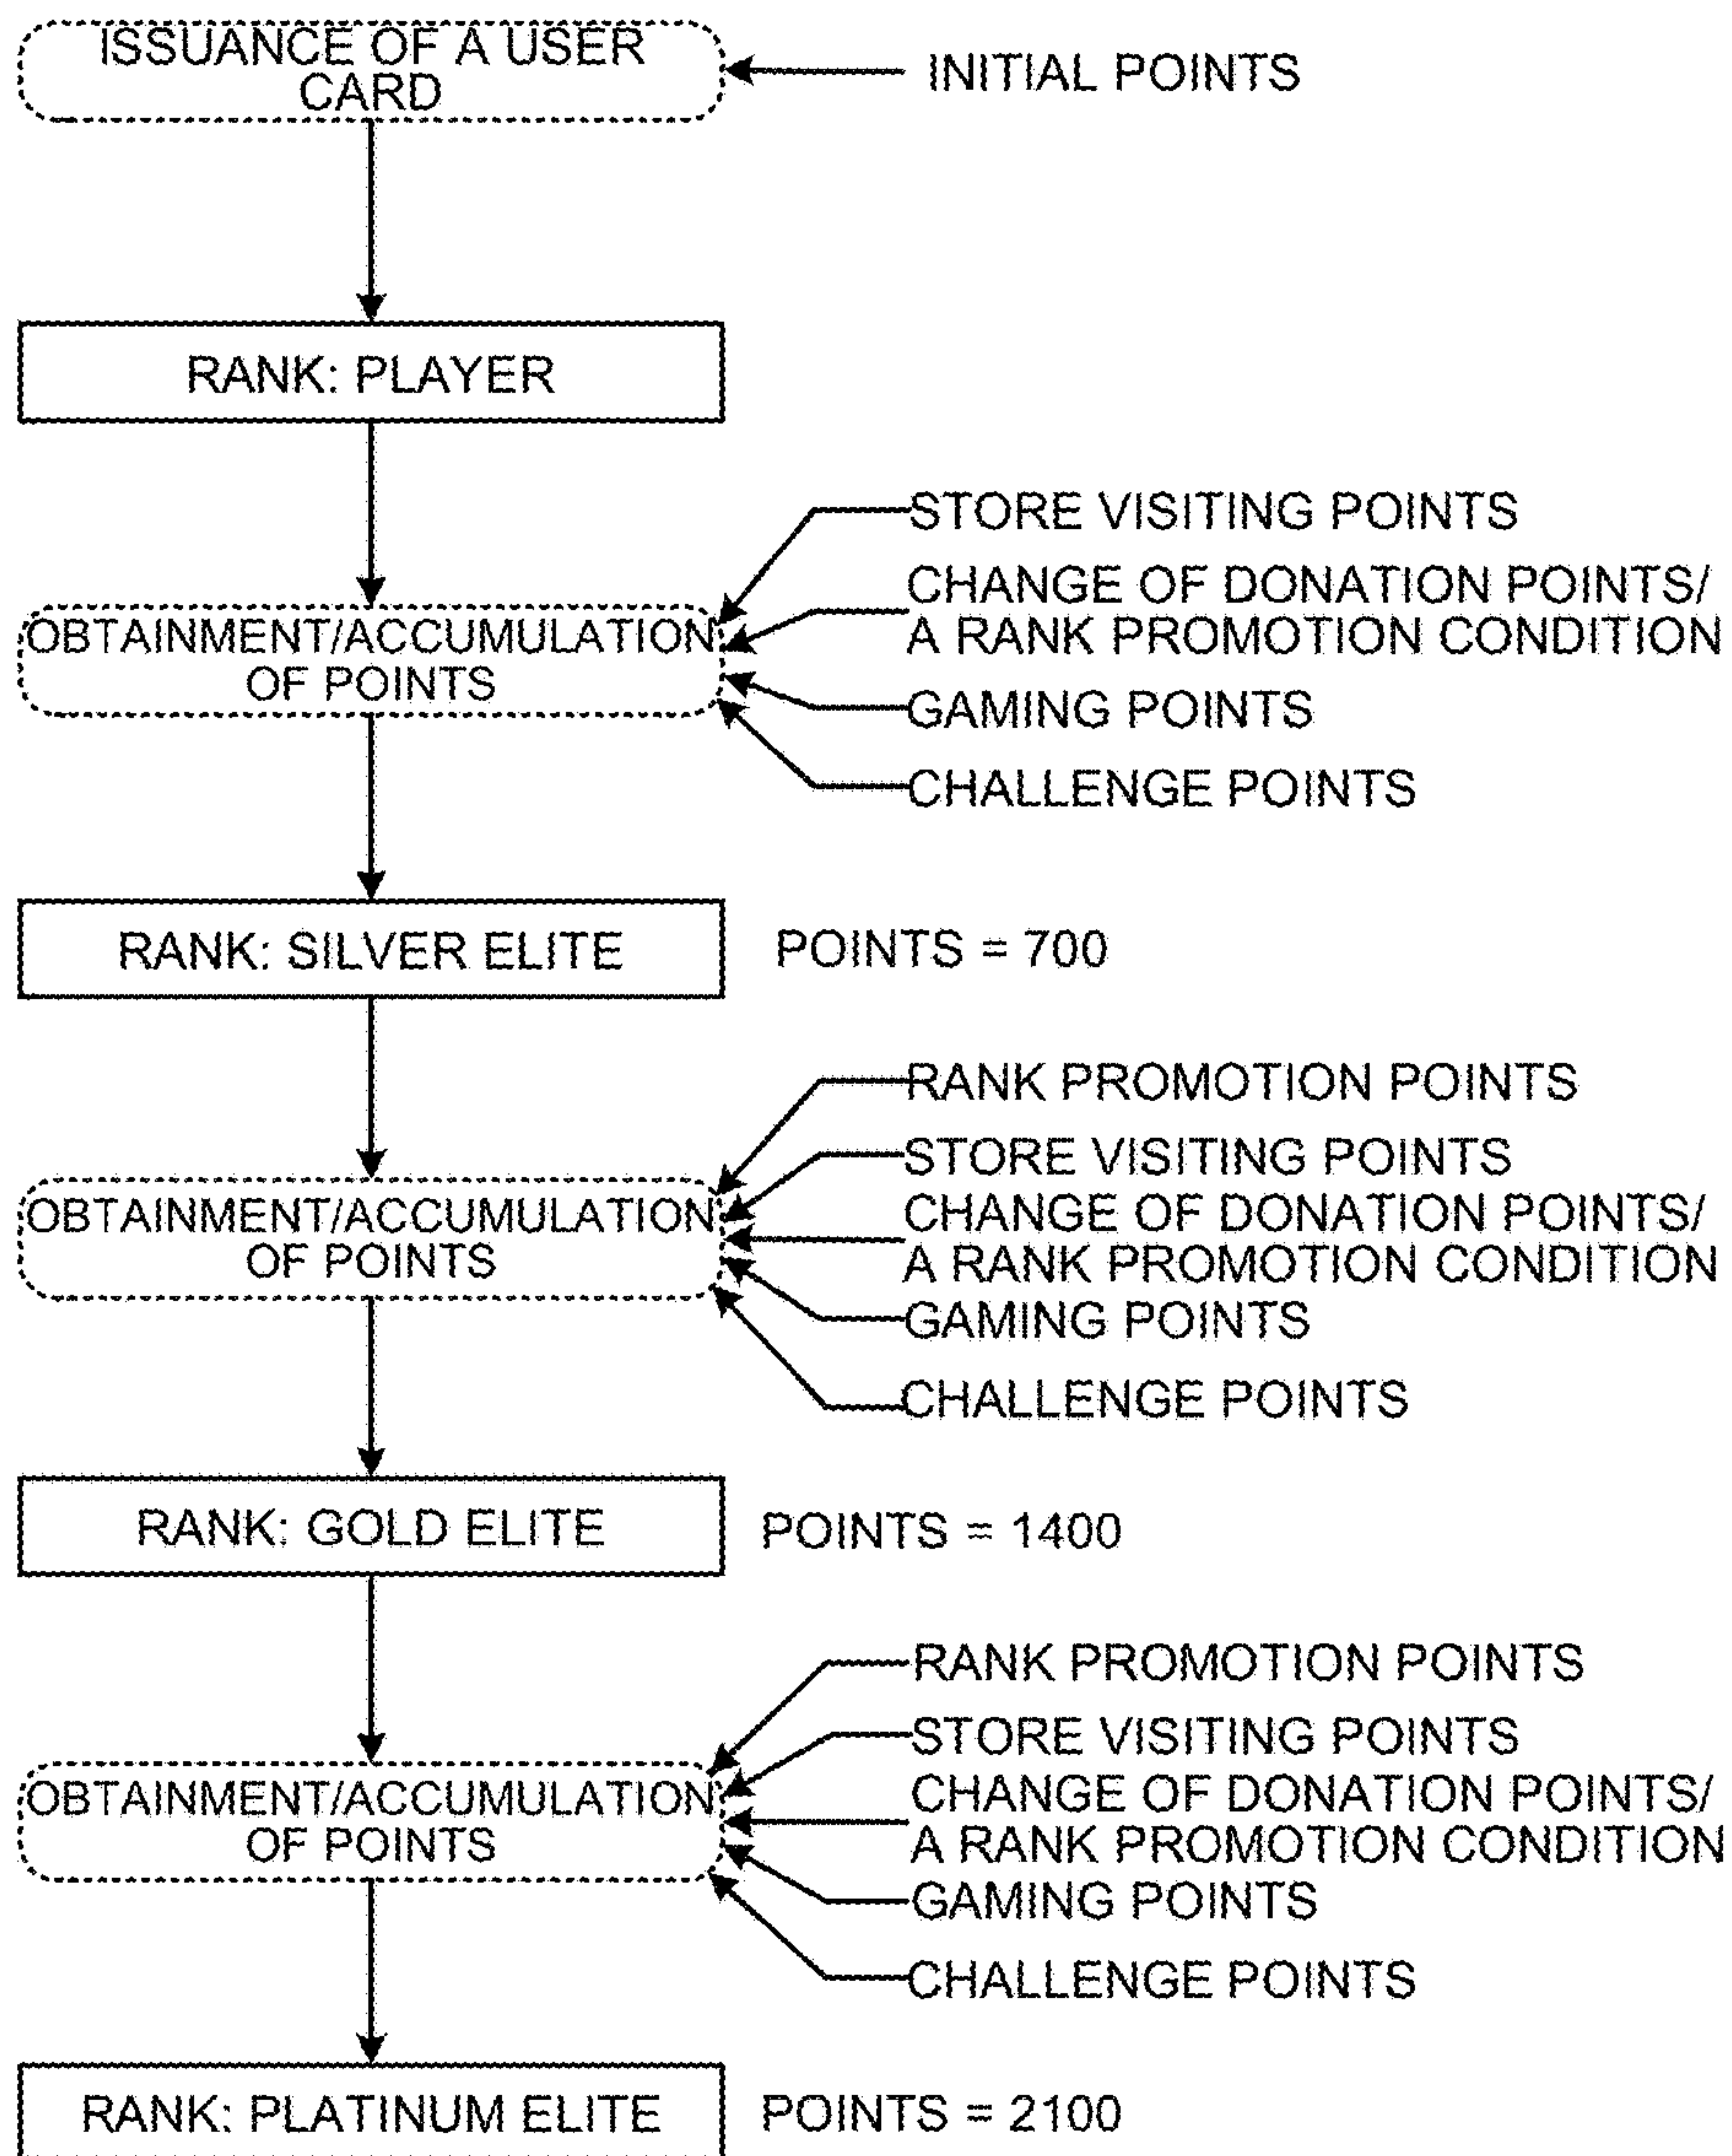 ISSUANCE OF A USER
CARD
INITIAL POINTS
RANK: PLAYER
STORE VISITING POINTS
CHANGE OF DONATION POINTS/
A RANK PROMOTION CONDITION
OBTAINMENT/ACCUMULATION
OF POINTS
GAMING POINTS
CHALLENGE POINTS
RANK: SILVER ELITE
POINTS = 700
RANK PROMOTION POINTS
STORE VISITING POINTS
CHANGE OF DONATION POINTS/
A RANK PROMOTION CONDITION
OBTAINMENT/ACCUMULATION
OF POINTS
GAMING POINTS
CHALLENGE POINTS
RANK: GOLD ELITE
POINTS = 1400
RANK PROMOTION POINTS
STORE VISITING POINTS
CHANGE OF DONATION POINTS/
A RANK PROMOTION CONDITION
OBTAINMENT/ACCUMULATION
OF POINTS
GAMING POINTS
CHALLENGE POINTS
RANK: PLATINUM ELITE
POINTS = 2100